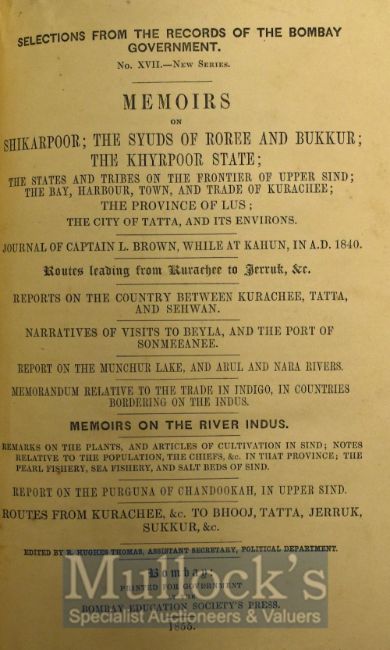 SELECTIONS FROM THE RECORDS OF THE BOMBAY
GOVERNMENT.
No. XVII.—New Series.
MEMOIRS
ON
SHIKARPOOR; THE SYUDS OF ROREE AND BUKKUR;
THE KHYRPOOR STATE;
THE STATES AND TRIBES ON THE FRONTIER OF UPPER SIND;
THE BAY, HARBOUR, TOWN, AND TRADE OF KURACHEE;
THE PROVINCE OF LUS;
THE CITY OF TATTA, AND ITS ENVIRONS.
JOURNAL OF CAPTAIN L. BROWN, WHILE AT KAHUN, IN A.D. 1840.
Routes leading from Kurachee to Jerruk, &c.
REPORTS ON THE COUNTRY BETWEEN KURACHEE, TATTA,
AND SEHWAN.
NARRATIVES OF VISITS TO BEYLA, AND THE PORT OF
SONMEEANEE.
REPORT ON THE MUNCHUR LAKE, AND ARUL AND NARA RIVERS.
MEMORANDUM RELATIVE TO THE TRADE IN INDIGO, IN COUNTRIES
BORDERING ON THE INDUS.
MEMOIRS ON THE RIVER INDUS.
REMARKS ON THE PLANTS, AND ARTICLES OF CULTIVATION IN SIND; NOTES
RELATIVE TO THE POPULATION, THE CHIEFS, &c. IN THAT PROVINCE; THE
PEARL FISHERY, SEA FISHERY, AND SALT BEDS OF SIND.
REPORT ON THE PURGUNA OF CHANDOOKAH, IN UPPER SIND.
ROUTES FROM KURACHEE, &c. TO BHOOJ, TATTA, JERRUK,
SUKKUR, &c.
EDITED BY R. HUGHES THOMAS, ASSISTANT SECRETARY, POLITICAL DEPARTMENT.
Bombay:
PRINTED FOR GOVERNMENT
AT THE
BOMBAY EDUCATION SOCIETY'S PRESS.
1855.
Mullock's
Specialist Auctioneers & Valuers